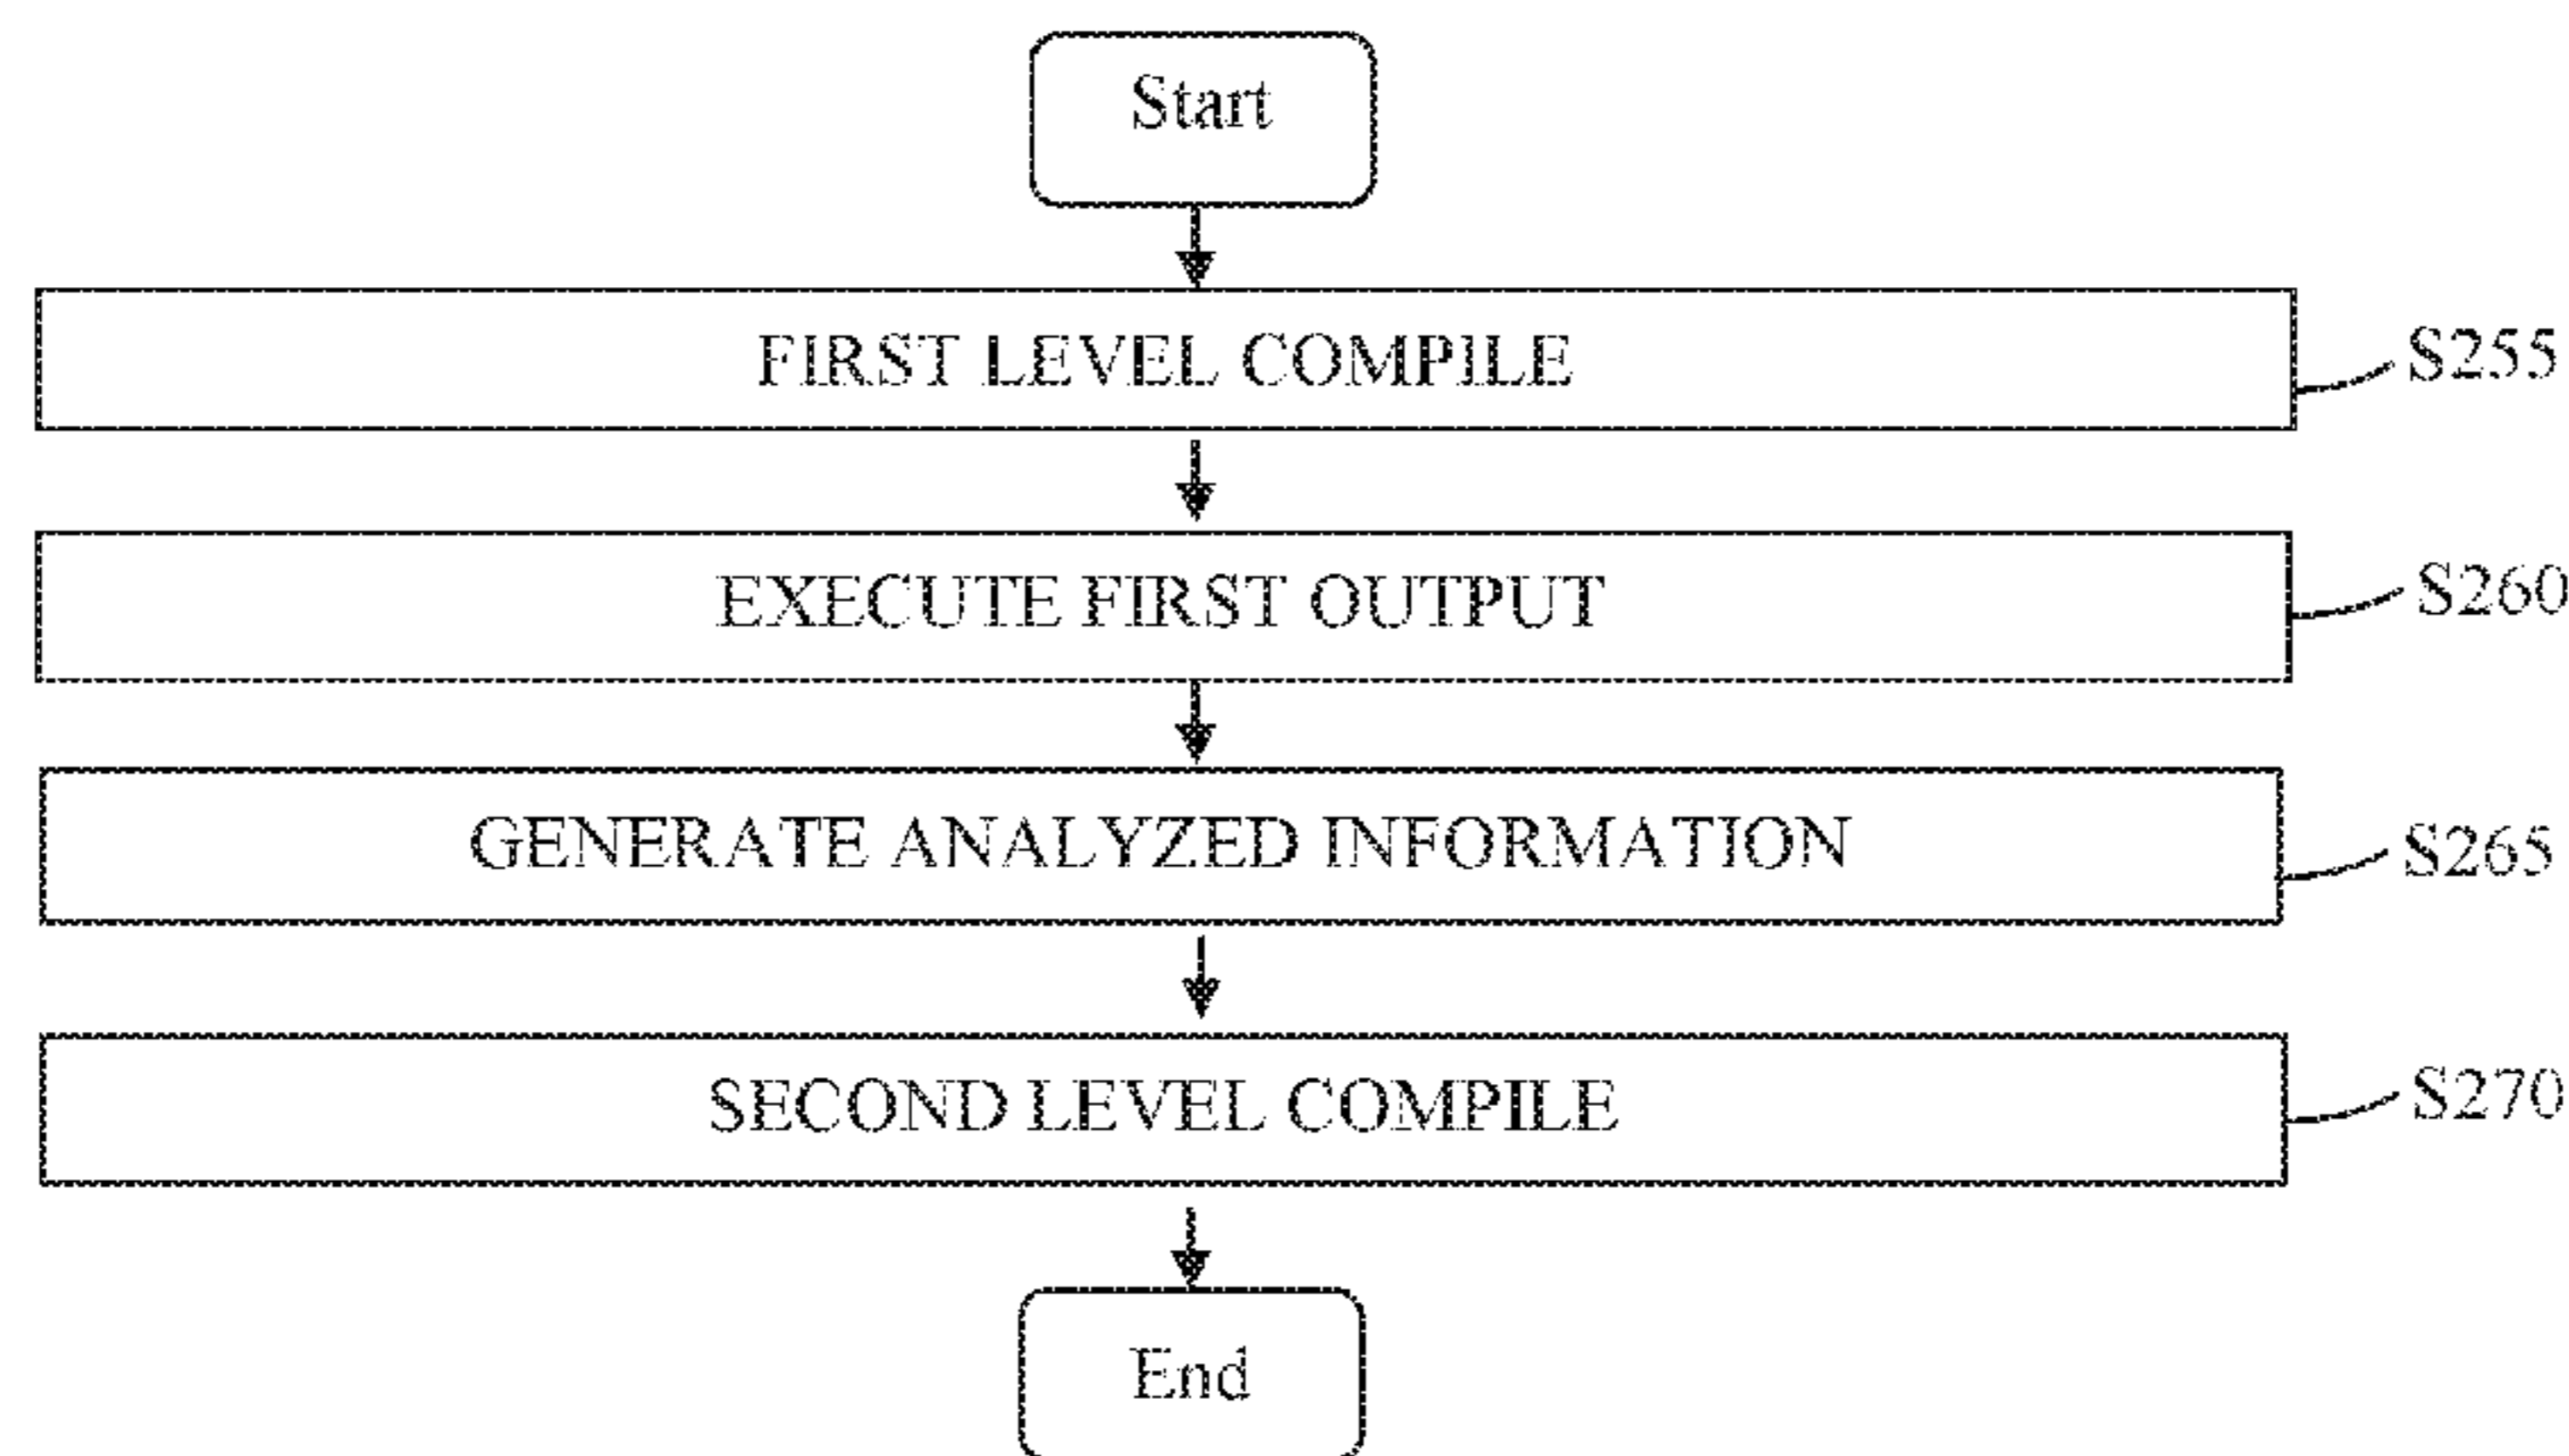 Start
FIRST LEVEL COMPILE
S255
EXECUTE FIRST OUTPUT
S260
GENERATE ANALYZED INFORMATION
S265
SECOND LEVEL COMPILE
S270
End